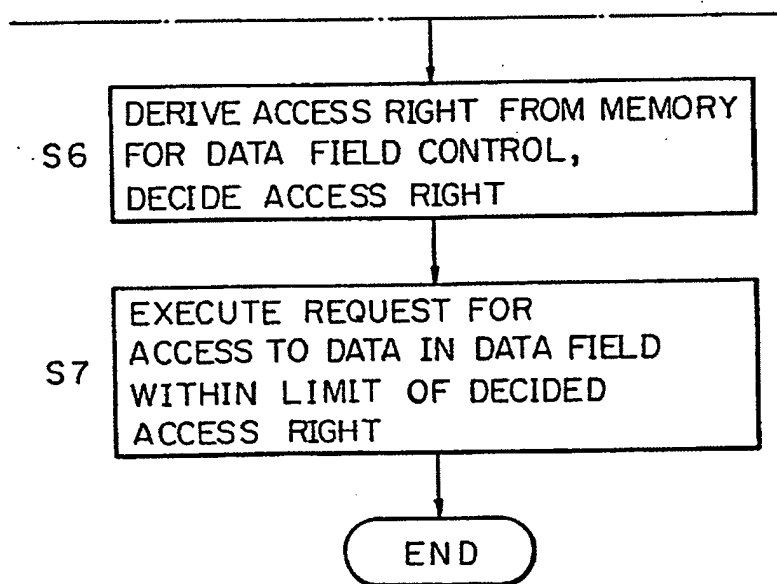 S6
DERIVE ACCESS RIGHT FROM MEMORY
FOR DATA FIELD CONTROL,
DECIDE ACCESS RIGHT
S7
EXECUTE REQUEST FOR
ACCESS TO DATA IN DATA FIELD
WITHIN LIMIT OF DECIDED
ACCESS RIGHT
END